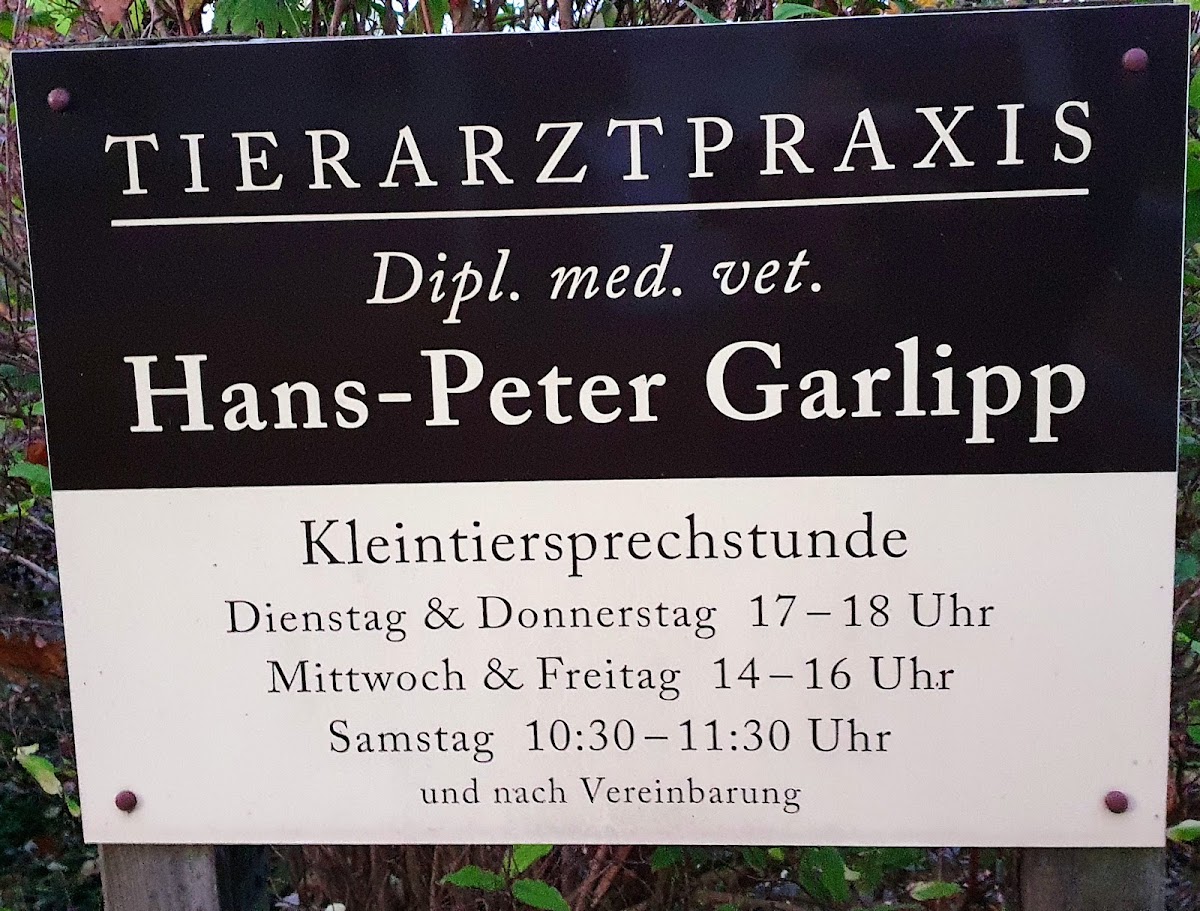 TIERARZTPRAXIS
Dipl. med. vet.
Hans-Peter Garlipp
Kleintiersprechstunde
Dienstag & Donnerstag 17–18 Uhr
Mittwoch & Freitag 14–16 Uhr
Samstag 10:30–11:30 Uhr
und nach Vereinbarung